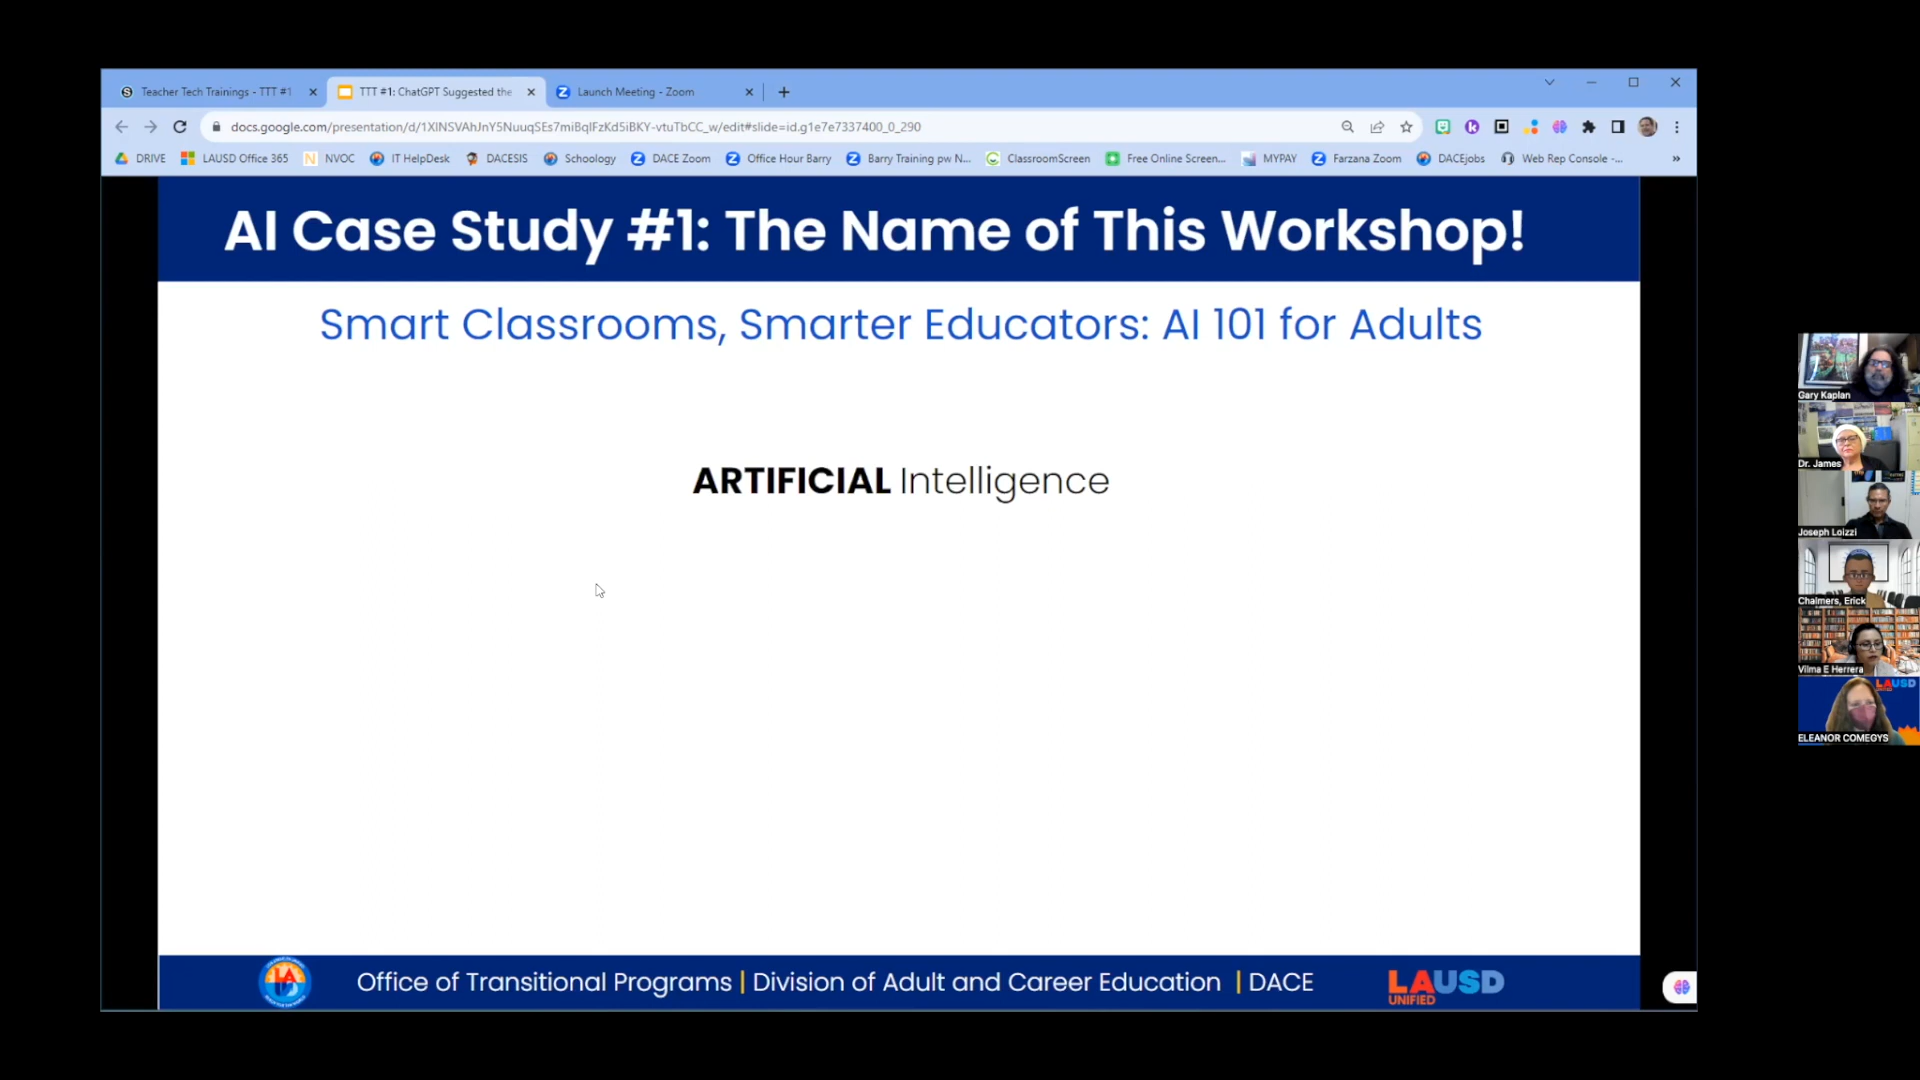 Teacher Tech Trainings - TTT #1
TTT #1: ChatGPT Suggested the
Launch Meeting - Zoom
docs.google.com/presentation/d/1XINSVAhJnY5NuuqSEs7miBqIFzKd5iBKY-vtuTbCC_w/edit#slide=id.g1e7e7337400_0_290
DRIVE LAUSD Office 365 NVOC IT HelpDesk DACESIS Schoology DACE Zoom Office Hour Barry Barry Training pw N... ClassroomScreen Free Online Screen... MYPAY Farzana Zoom DACEjobs Web Rep Console -... »
AI Case Study #1: The Name of This Workshop!
Smart Classrooms, Smarter Educators: AI 101 for Adults
ARTIFICIAL Intelligence
Office of Transitional Programs | Division of Adult and Career Education | DACE
LAUSD
UNIFIED
Gary Kaplan
Dr. James
Joseph Loizzi
Chalmers, Erick
Vilma E Herrera
LAUSD
ELEANOR COMEGYS